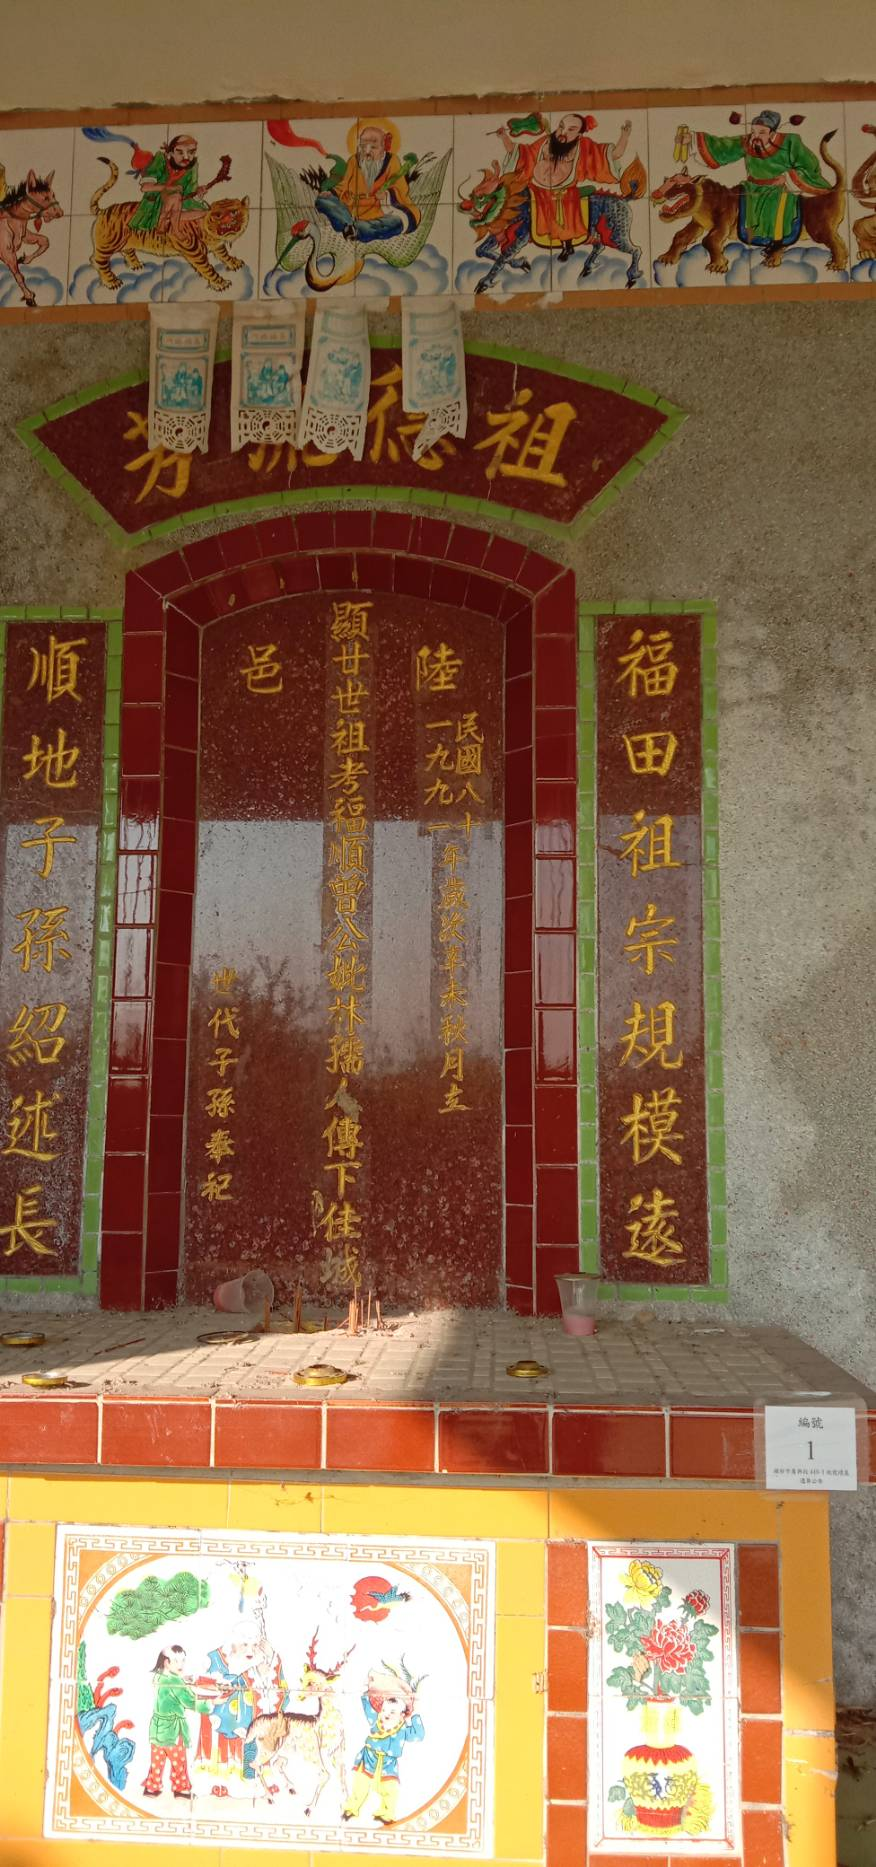 祖德流芳
福田祖宗規模遠
陸
民國八十
一九九一
年歲次辛未秋月立
顯廿世祖考福順曾公妣林孺人傳下佳城
邑
世代子孫奉祀
順地子孫紹述長
編號
1